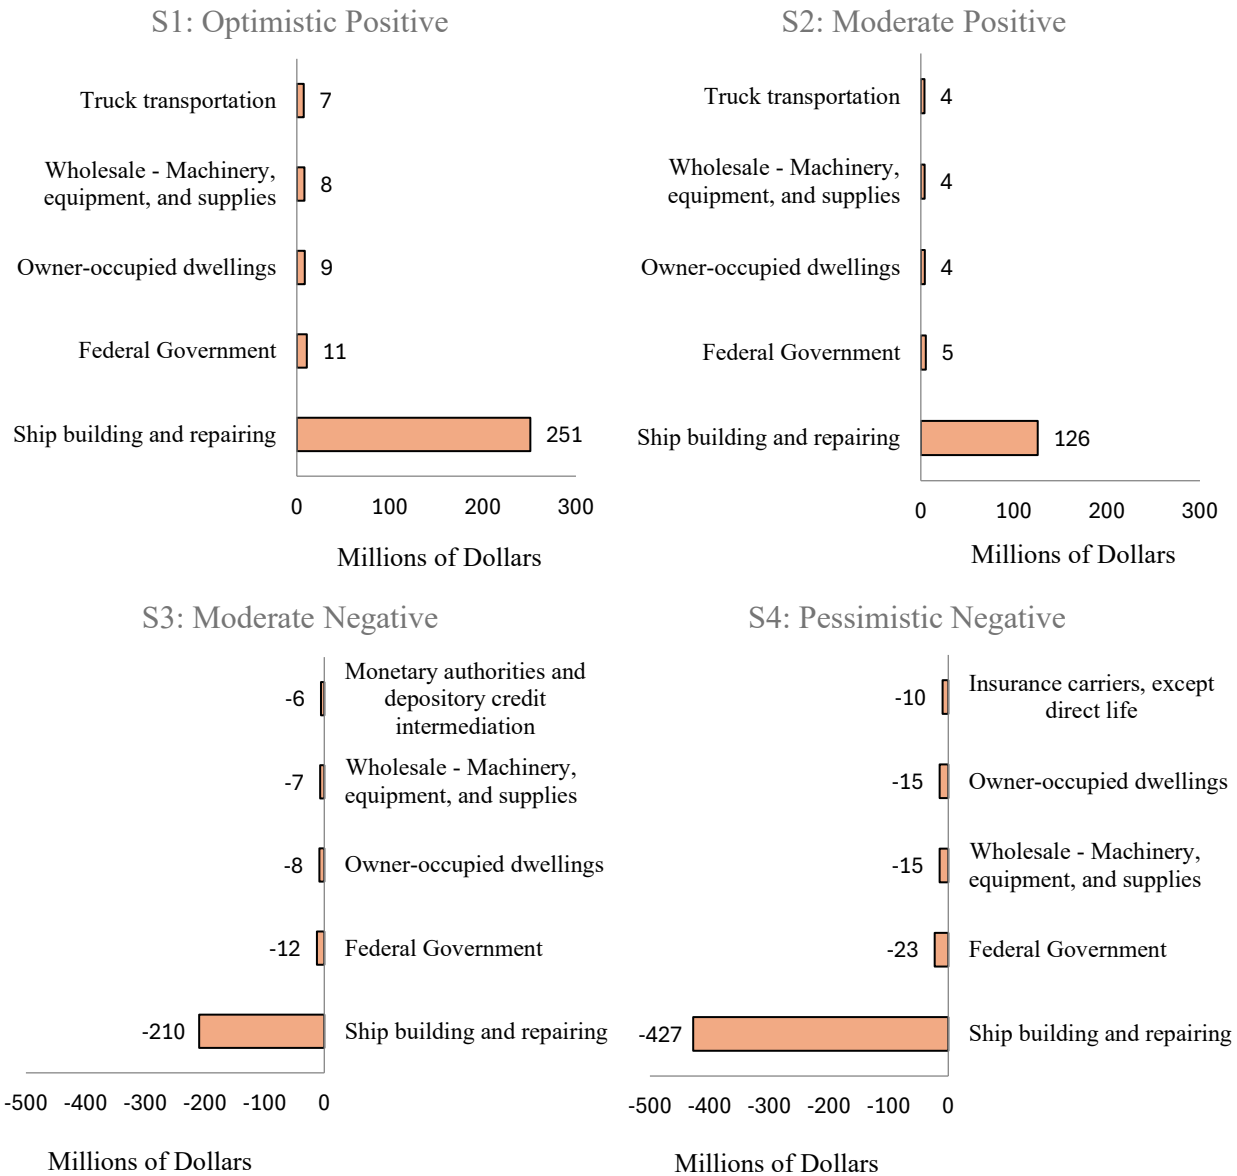 S1: Optimistic Positive
Truck transportation
7
Wholesale - Machinery,
equipment, and supplies
8
Owner-occupied dwellings
9
Federal Government
11
Ship building and repairing
251
0 100 200 300
Millions of Dollars
S2: Moderate Positive
Truck transportation
4
Wholesale - Machinery,
equipment, and supplies
4
Owner-occupied dwellings
4
Federal Government
5
Ship building and repairing
126
0 100 200 300
Millions of Dollars
S3: Moderate Negative
-6
Monetary authorities and
depository credit
intermediation
-7
Wholesale - Machinery,
equipment, and supplies
-8
Owner-occupied dwellings
-12
Federal Government
-210
Ship building and repairing
-500 -400 -300 -200 -100 0
Millions of Dollars
S4: Pessimistic Negative
-10
Insurance carriers, except
direct life
-15
Owner-occupied dwellings
-15
Wholesale - Machinery,
equipment, and supplies
-23
Federal Government
-427
Ship building and repairing
-500 -400 -300 -200 -100 0
Millions of Dollars